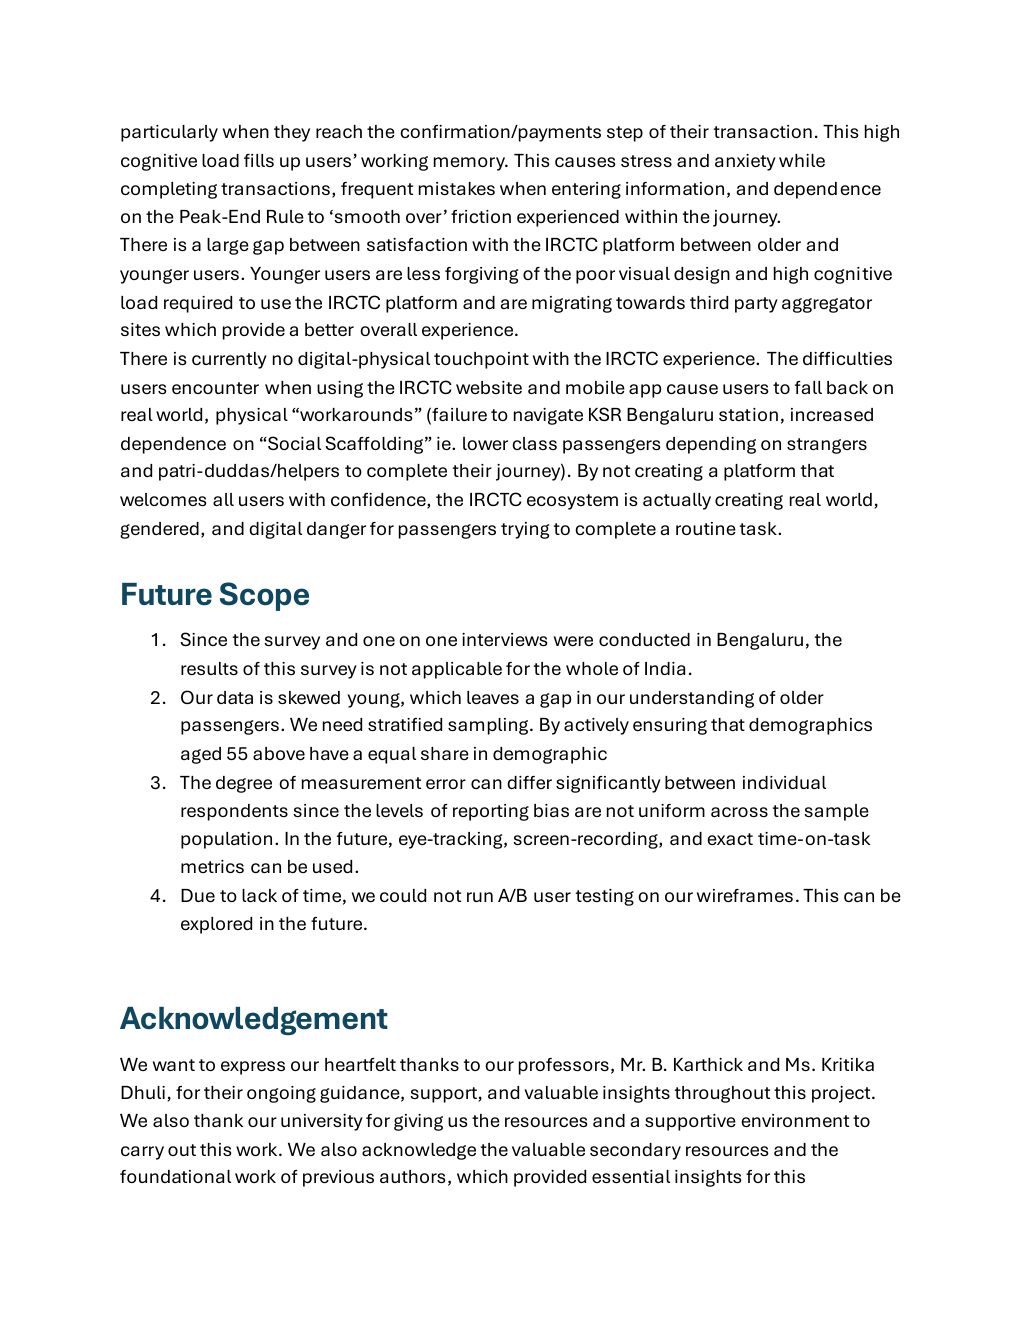 particularly when they reach the confirmation/payments step of their transaction. This high
cognitive load fills up users’ working memory. This causes stress and anxiety while
completing transactions, frequent mistakes when entering information, and dependence
on the Peak-End Rule to ‘smooth over’ friction experienced within the journey.
There is a large gap between satisfaction with the IRCTC platform between older and
younger users. Younger users are less forgiving of the poor visual design and high cognitive
load required to use the IRCTC platform and are migrating towards third party aggregator
sites which provide a better overall experience.
There is currently no digital-physical touchpoint with the IRCTC experience. The difficulties
users encounter when using the IRCTC website and mobile app cause users to fall back on
real world, physical “workarounds” (failure to navigate KSR Bengaluru station, increased
dependence on “Social Scaffolding” ie. lower class passengers depending on strangers
and patri-duddas/helpers to complete their journey). By not creating a platform that
welcomes all users with confidence, the IRCTC ecosystem is actually creating real world,
gendered, and digital danger for passengers trying to complete a routine task.
Future Scope
1. Since the survey and one on one interviews were conducted in Bengaluru, the
results of this survey is not applicable for the whole of India.
2. Our data is skewed young, which leaves a gap in our understanding of older
passengers. We need stratified sampling. By actively ensuring that demographics
aged 55 above have a equal share in demographic
3. The degree of measurement error can differ significantly between individual
respondents since the levels of reporting bias are not uniform across the sample
population. In the future, eye-tracking, screen-recording, and exact time-on-task
metrics can be used.
4. Due to lack of time, we could not run A/B user testing on our wireframes. This can be
explored in the future.
Acknowledgement
We want to express our heartfelt thanks to our professors, Mr. B. Karthick and Ms. Kritika
Dhuli, for their ongoing guidance, support, and valuable insights throughout this project.
We also thank our university for giving us the resources and a supportive environment to
carry out this work. We also acknowledge the valuable secondary resources and the
foundational work of previous authors, which provided essential insights for this